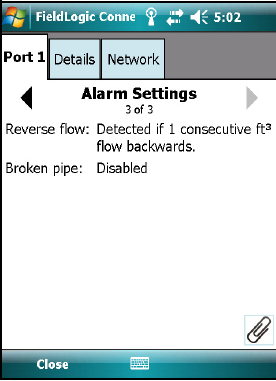 FieldLogic Conne 5:02
Port 1 Details Network
Alarm Settings
3 of 3
Reverse flow: Detected if 1 consecutive ft³
flow backwards.
Broken pipe: Disabled
Close